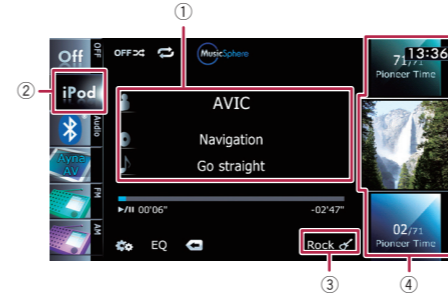 ①
②
③
④
Off
OFF
iPod
Audio
Ayna
AV
FM
AM
OFF
MusicSphere
AVIC
Navigation
Go straight
►/II 00'06"
-02'47"
EQ
Rock
71/71
13:36
Pioneer Time
02/71
Pioneer Time